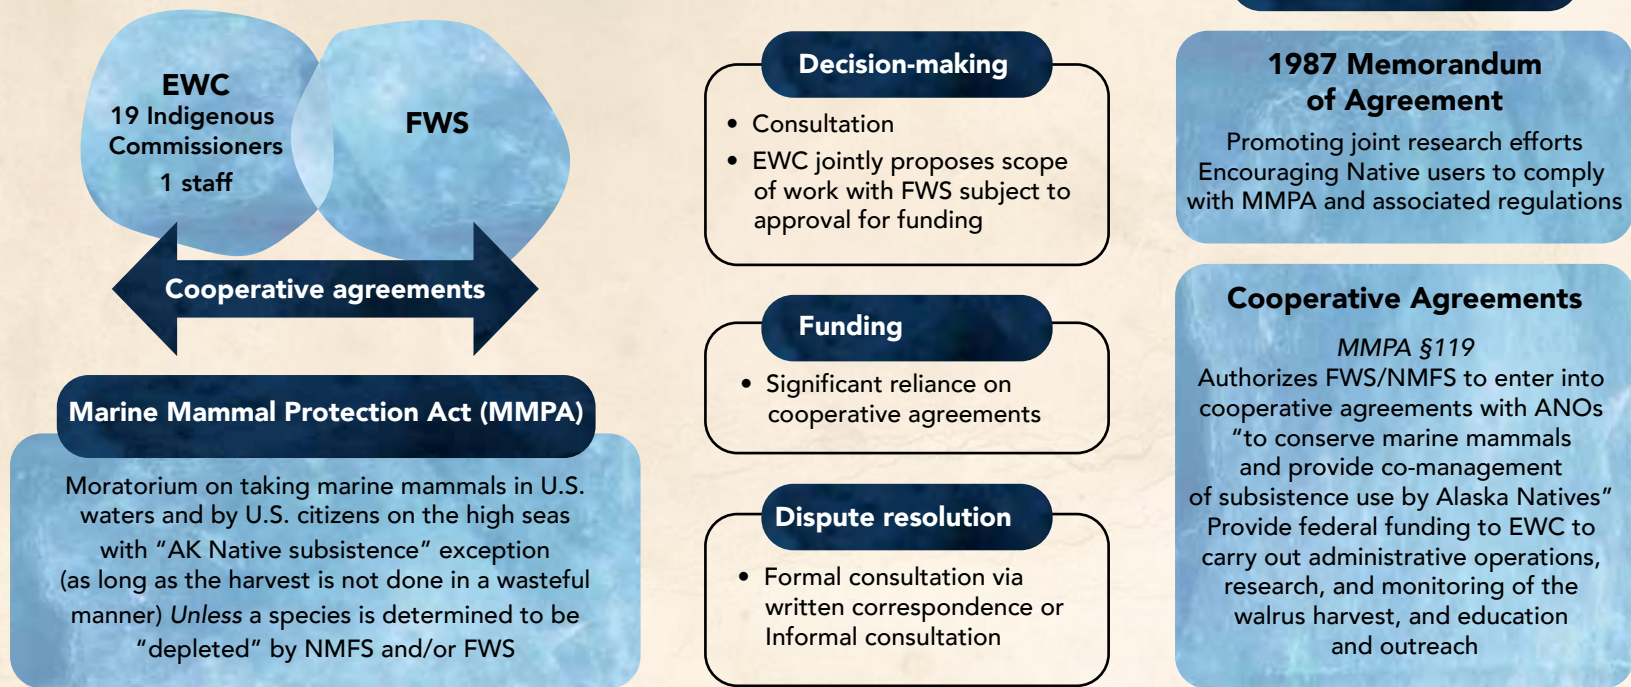 EWC
19 Indigenous
Commissioners
1 staff
FWS
Cooperative agreements
Marine Mammal Protection Act (MMPA)
Moratorium on taking marine mammals in U.S.
waters and by U.S. citizens on the high seas
with “AK Native subsistence” exception
(as long as the harvest is not done in a wasteful
manner) Unless a species is determined to be
“depleted” by NMFS and/or FWS
Decision-making
• Consultation
• EWC jointly proposes scope
of work with FWS subject to
approval for funding
Funding
• Significant reliance on
cooperative agreements
Dispute resolution
• Formal consultation via
written correspondence or
Informal consultation
1987 Memorandum
of Agreement
Promoting joint research efforts
Encouraging Native users to comply
with MMPA and associated regulations
Cooperative Agreements
MMPA §119
Authorizes FWS/NMFS to enter into
cooperative agreements with ANOs
“to conserve marine mammals
and provide co-management
of subsistence use by Alaska Natives”
Provide federal funding to EWC to
carry out administrative operations,
research, and monitoring of the
walrus harvest, and education
and outreach